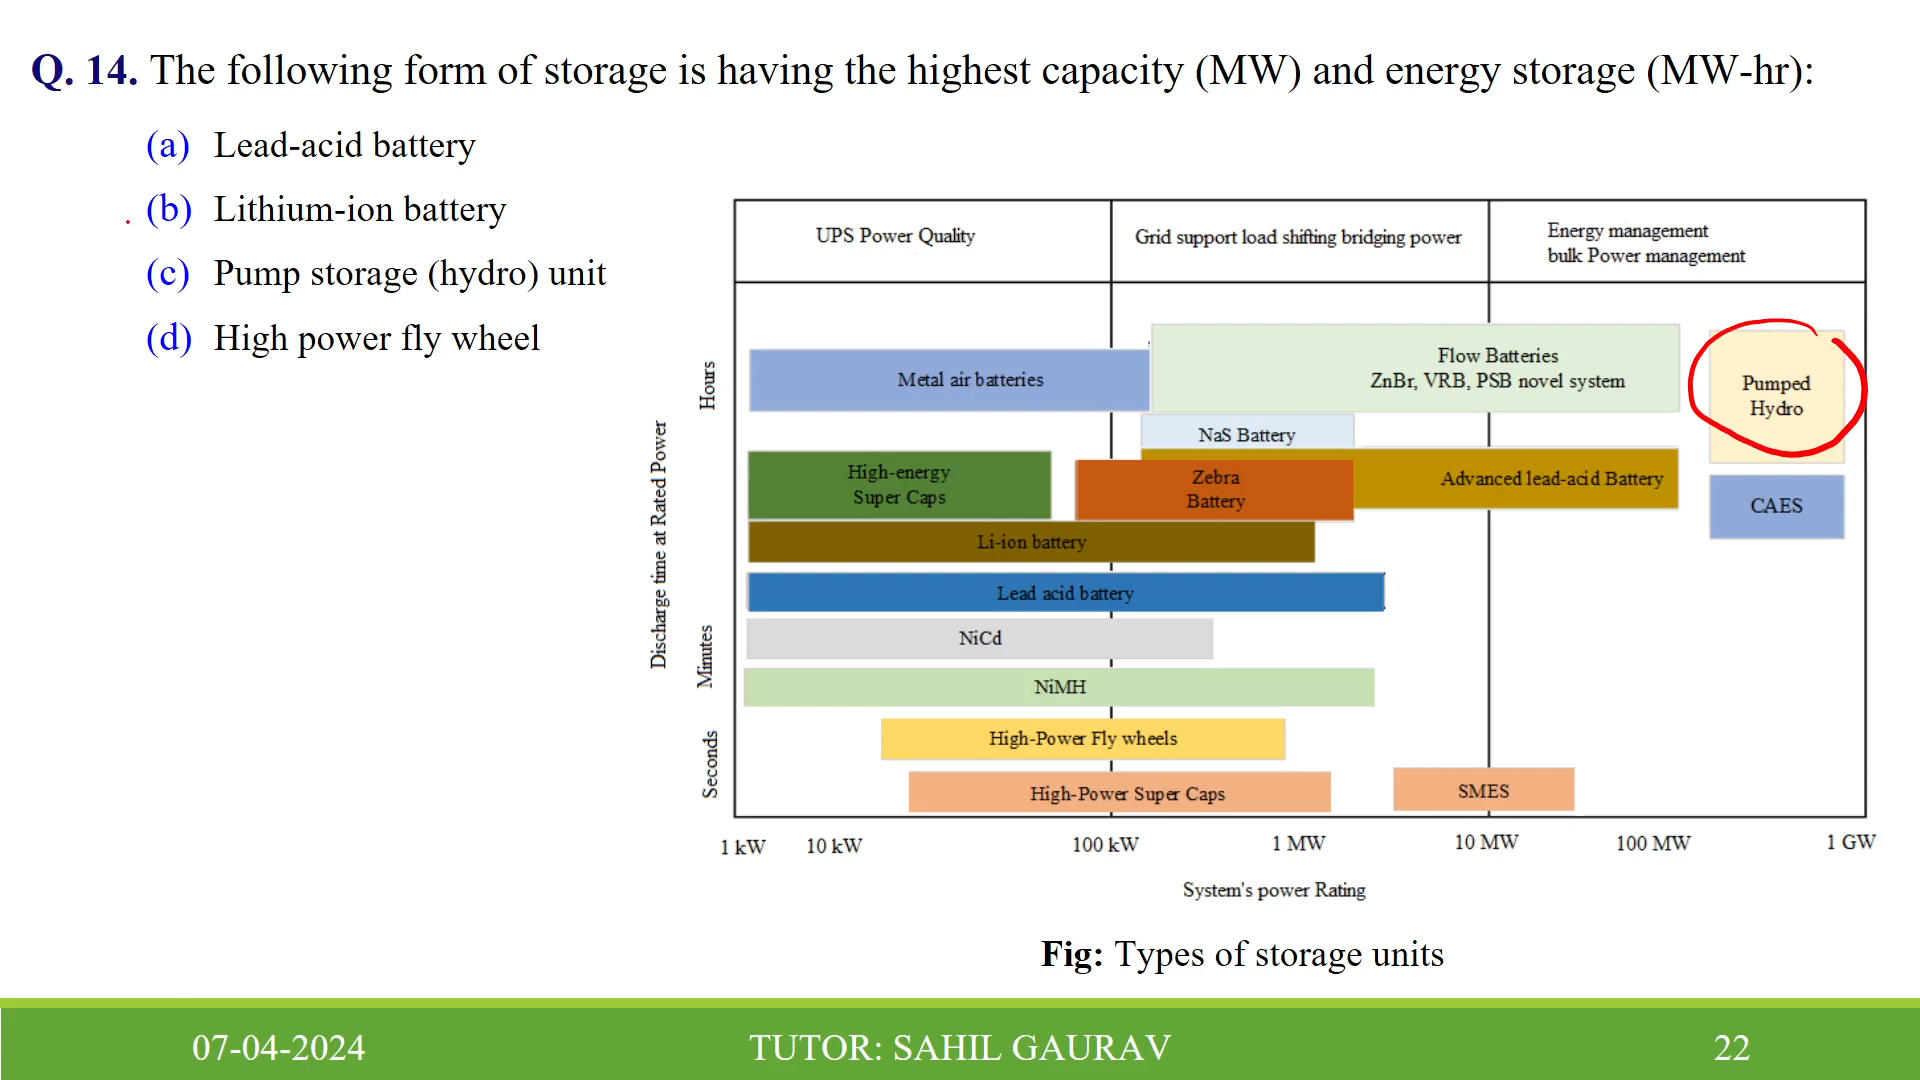 Q. 14. The following form of storage is having the highest capacity (MW) and energy storage (MW-hr):
(a) Lead-acid battery
(b) Lithium-ion battery
(c) Pump storage (hydro) unit
(d) High power fly wheel
UPS Power Quality
Grid support load shifting bridging power
Energy management
bulk Power management
Discharge time at Rated Power
Hours
Minutes
Seconds
Metal air batteries
Flow Batteries
ZnBr, VRB, PSB novel system
Pumped
Hydro
NaS Battery
High-energy
Super Caps
Zebra
Battery
Advanced lead-acid Battery
CAES
Li-ion battery
Lead acid battery
NiCd
NiMH
High-Power Fly wheels
High-Power Super Caps
SMES
1 kW 10 kW 100 kW 1 MW 10 MW 100 MW 1 GW
System's power Rating
Fig: Types of storage units
07-04-2024 TUTOR: SAHIL GAURAV 22